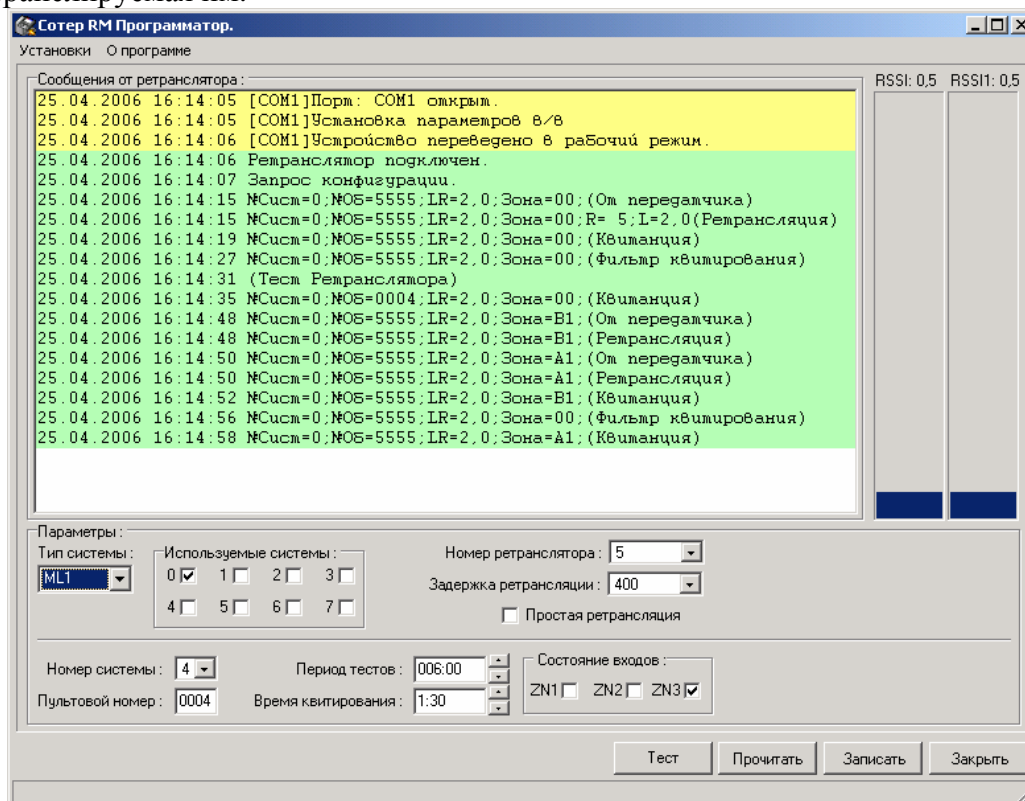 транслируемая им.
Сотер RM Программатор.
Установки О программе
Сообщения от ретранслятора :
RSSI: 0,5 RSSI1: 0,5
25.04.2006 16:14:05 [COM1]Порт: COM1 открыт.
25.04.2006 16:14:05 [COM1]Установка параметров в/в
25.04.2006 16:14:06 [COM1]Устройство переведено в рабочий режим.
25.04.2006 16:14:06 Ретранслятор подключен.
25.04.2006 16:14:07 Запрос конфигурации.
25.04.2006 16:14:15 №Сист=0;№Об=5555;LR=2,0;Зона=00;(От передатчика)
25.04.2006 16:14:15 №Сист=0;№Об=5555;LR=2,0;Зона=00;R= 5;L=2,0(Ретрансляция)
25.04.2006 16:14:19 №Сист=0;№Об=5555;LR=2,0;Зона=00;(Квитанция)
25.04.2006 16:14:27 №Сист=0;№Об=5555;LR=2,0;Зона=00;(Фильтр квитирования)
25.04.2006 16:14:31 (Тест Ретранслятора)
25.04.2006 16:14:35 №Сист=0;№Об=0004;LR=2,0;Зона=00;(Квитанция)
25.04.2006 16:14:48 №Сист=0;№Об=5555;LR=2,0;Зона=B1;(От передатчика)
25.04.2006 16:14:48 №Сист=0;№Об=5555;LR=2,0;Зона=B1;(Ретрансляция)
25.04.2006 16:14:50 №Сист=0;№Об=5555;LR=2,0;Зона=A1;(От передатчика)
25.04.2006 16:14:50 №Сист=0;№Об=5555;LR=2,0;Зона=A1;(Ретрансляция)
25.04.2006 16:14:52 №Сист=0;№Об=5555;LR=2,0;Зона=B1;(Квитанция)
25.04.2006 16:14:56 №Сист=0;№Об=5555;LR=2,0;Зона=00;(Фильтр квитирования)
25.04.2006 16:14:58 №Сист=0;№Об=5555;LR=2,0;Зона=A1;(Квитанция)
Параметры :
Тип системы : Используемые системы : Номер ретранслятора : 5
ML1 0 1 2 3 Задержка ретрансляции : 400
4 5 6 7 Простая ретрансляция
Номер системы : 4 Период тестов : 006:00 Состояние входов :
Пультовой номер : 0004 Время квитирования : 1:30 ZN1 ZN2 ZN3
Тест Прочитать Записать Закрыть